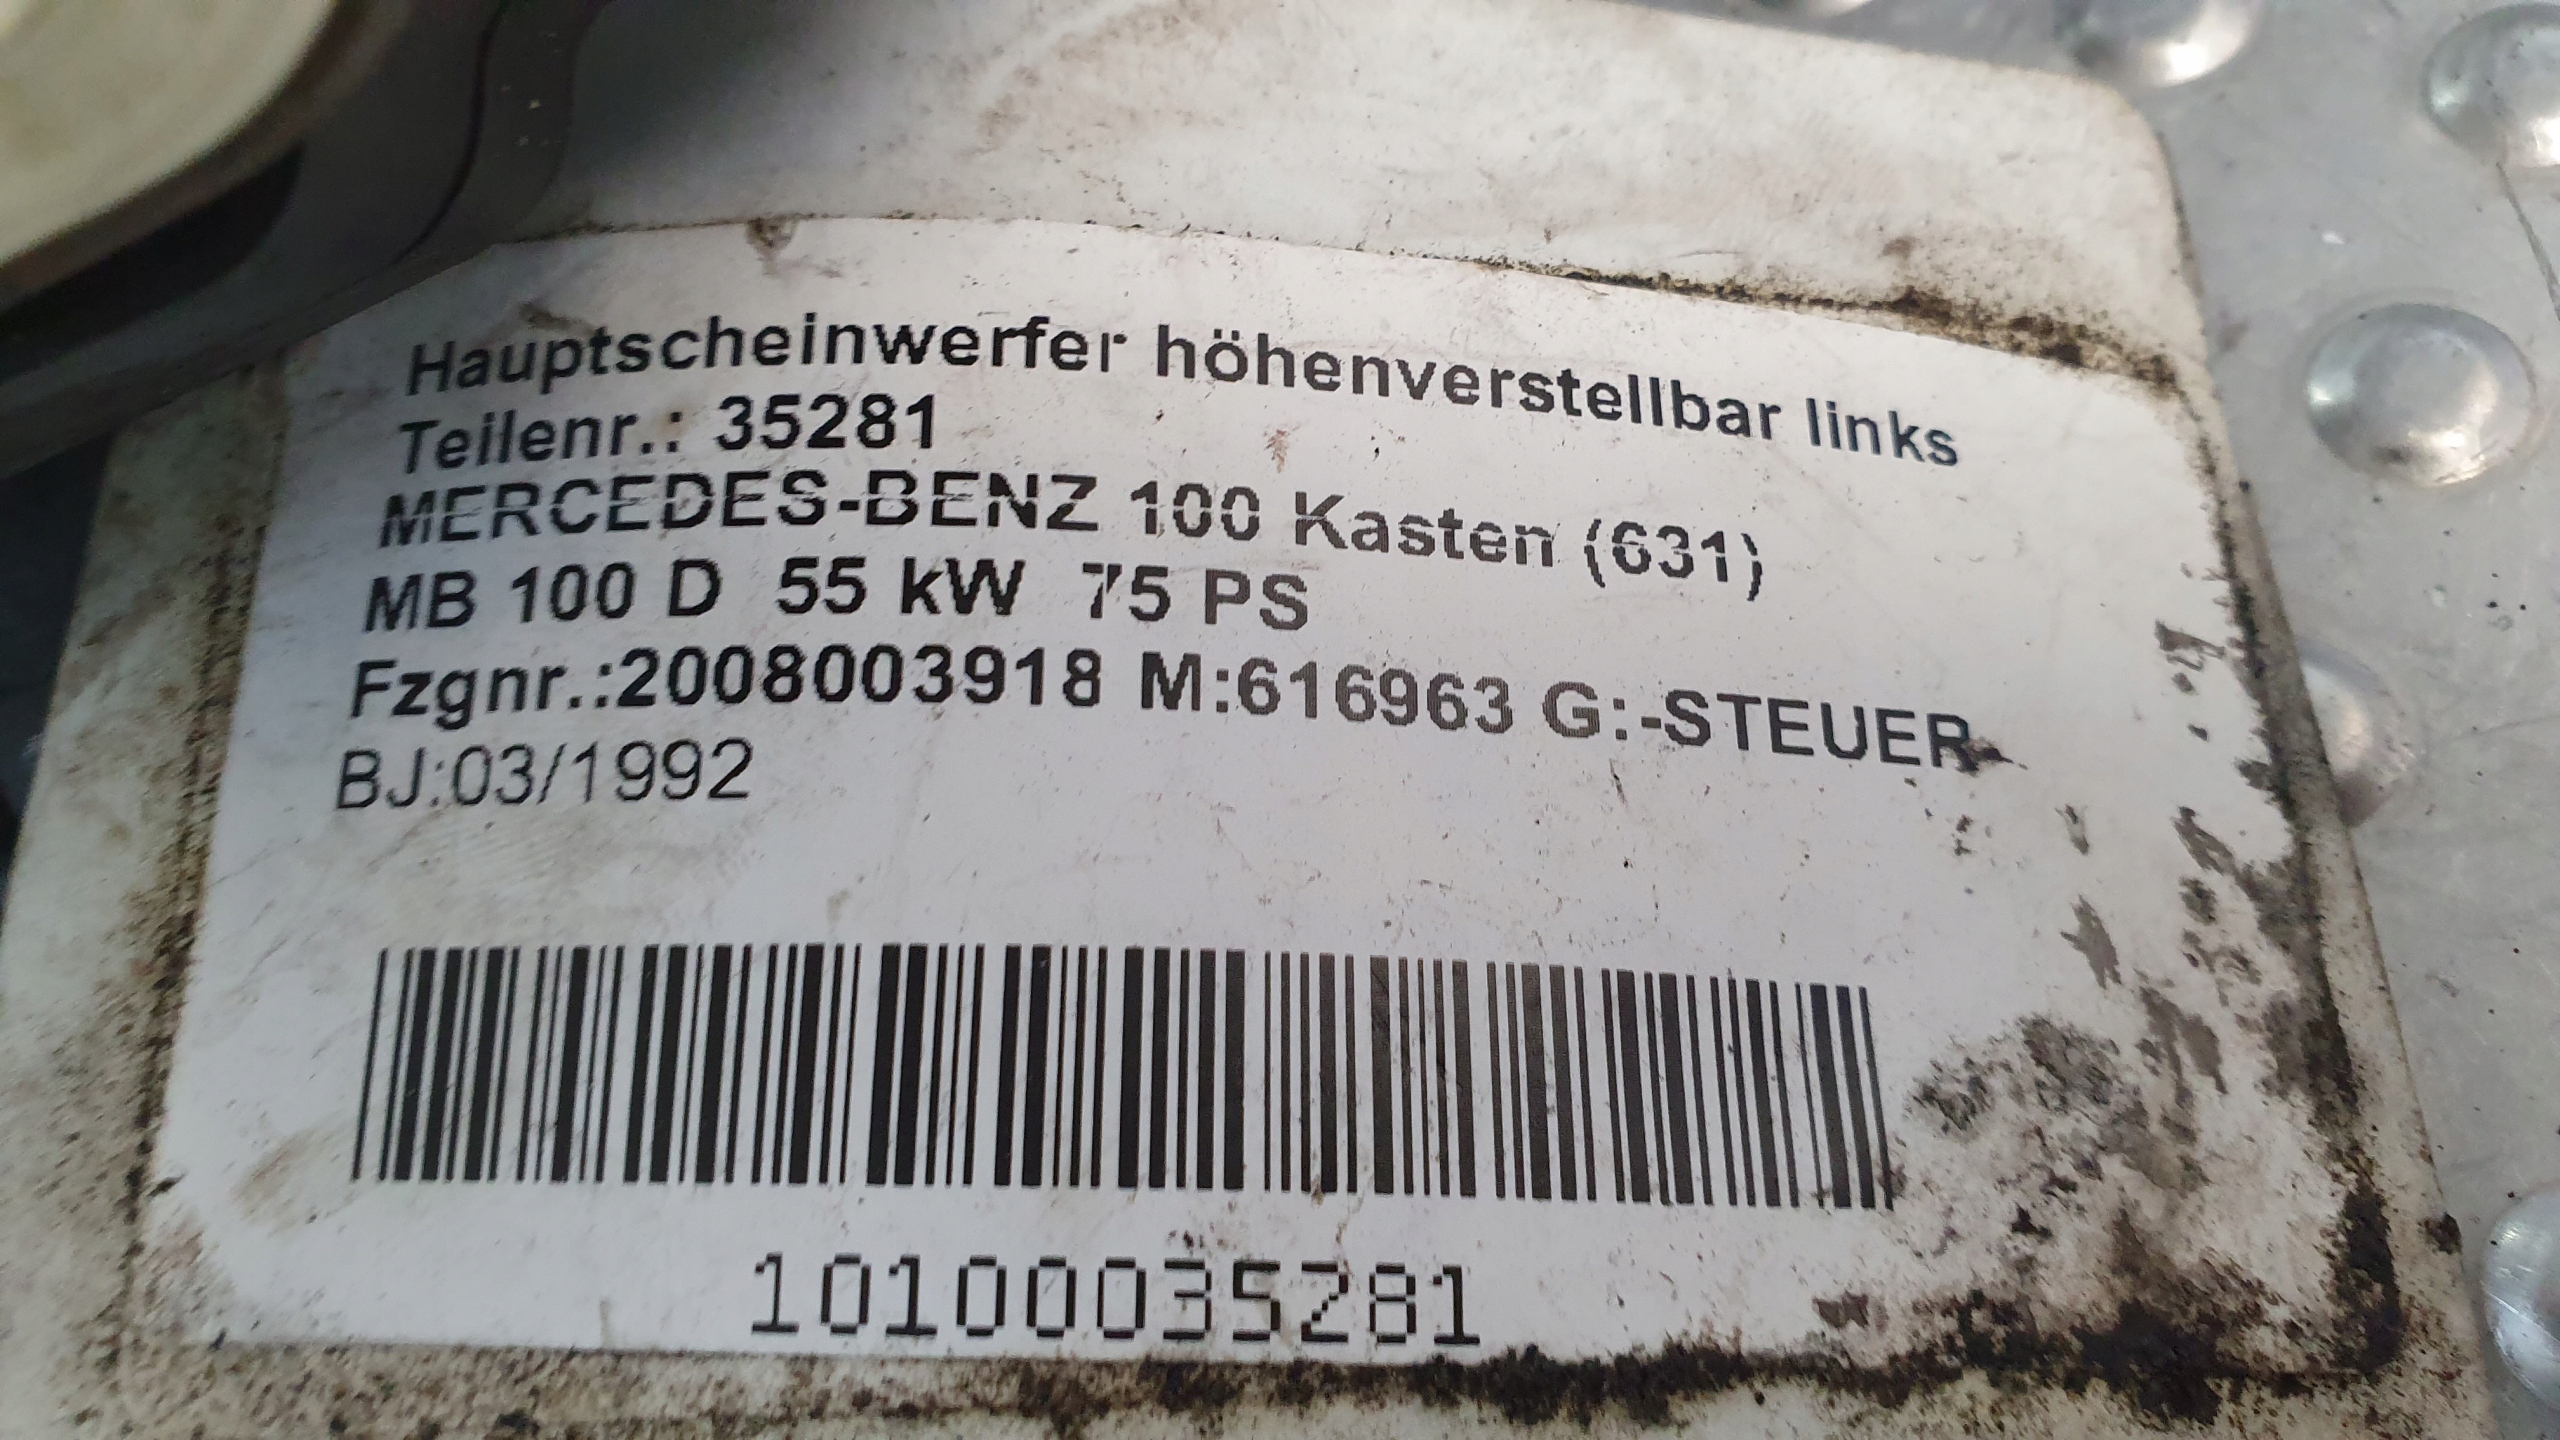 Hauptscheinwerfer höhenverstellbar links
Teilenr.: 35281
MERCEDES-BENZ 100 Kasten (631)
MB 100 D  55 kW  75 PS
Fzgnr.:2008003918 M:616963 G:-STEUER-
BJ:03/1992
10100035281